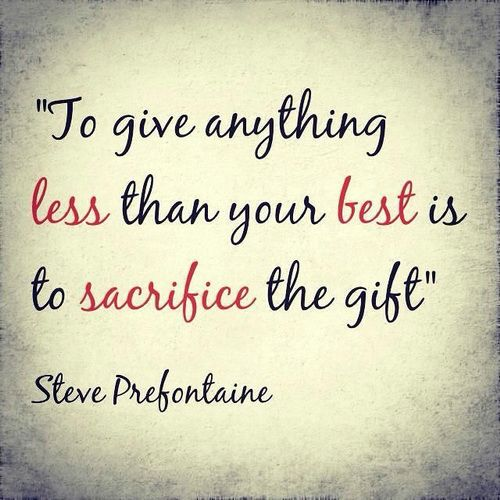 "To give anything
less than your best is
to sacrifice the gift"
Steve Prefontaine